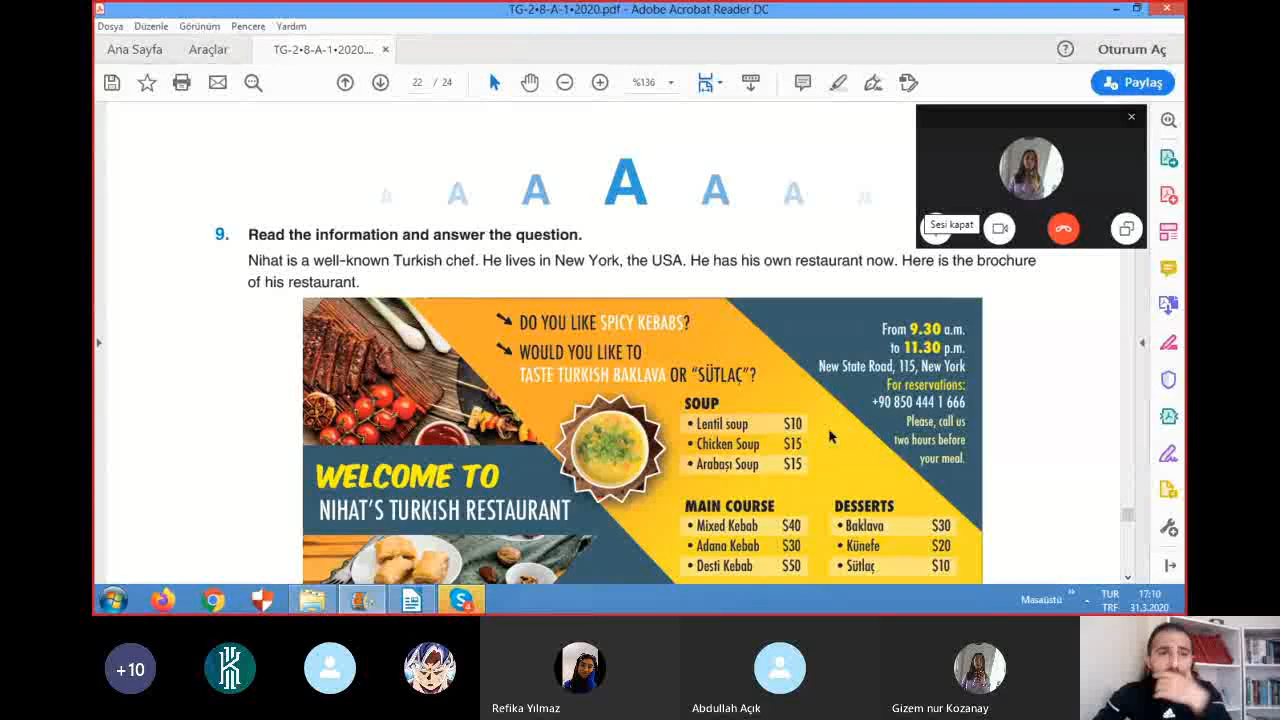 TG-2•8-A-1•2020.pdf - Adobe Acrobat Reader DC
Dosya Düzenle Görünüm Pencere Yardım
Ana Sayfa Araçlar TG-2•8-A-1•2020.... × Oturum Aç
22 / 24 %136 Paylaş
A A A A A
Sesi kapat
9. Read the information and answer the question.
Nihat is a well-known Turkish chef. He lives in New York, the USA. He has his own restaurant now. Here is the brochure
of his restaurant.
DO YOU LIKE SPICY KEBABS?
WOULD YOU LIKE TO
TASTE TURKISH BAKLAVA OR “SÜTLAÇ”?
From 9.30 a.m.
to 11.30 p.m.
New State Road, 115, New York
For reservations:
+90 850 444 1 666
Please, call us
two hours before
your meal.
SOUP
• Lentil soup $10
• Chicken Soup $15
• Arabaşı Soup $15
WELCOME TO
NIHAT'S TURKISH RESTAURANT
MAIN COURSE
• Mixed Kebab $40
• Adana Kebab $30
• Desti Kebab $50
DESSERTS
• Baklava $30
• Künefe $20
• Sütlaç $10
Masaüstü TUR 17:10
TRF 31.3.2020
+10
Refika Yılmaz
Abdullah Açık
Gizem nur Kozanay